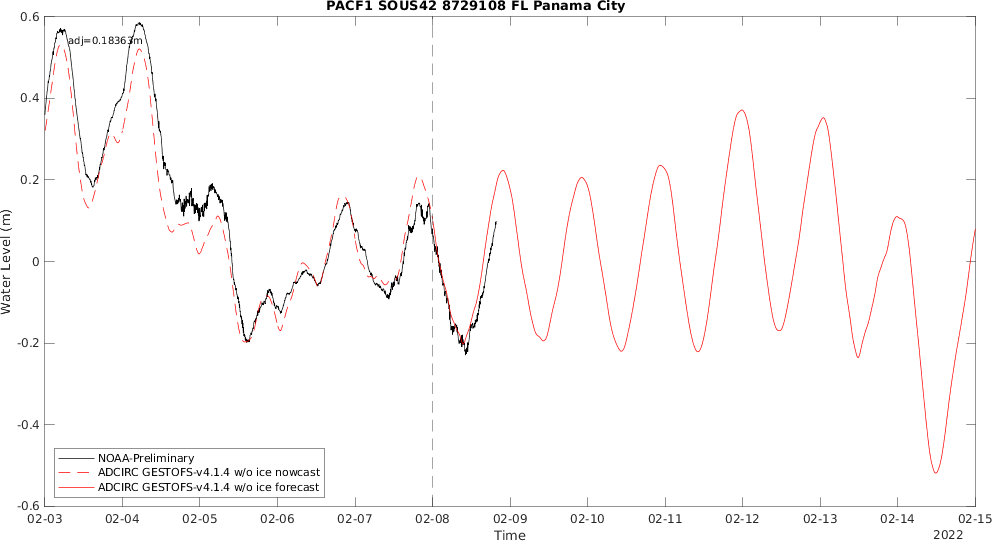 PACF1 SOUS42 8729108 FL Panama City
adj=0.18363m
Water Level (m)
0.6
0.4
0.2
0
-0.2
-0.4
-0.6
NOAA-Preliminary
ADCIRC GESTOFS-v4.1.4 w/o ice nowcast
ADCIRC GESTOFS-v4.1.4 w/o ice forecast
02-03 02-04 02-05 02-06 02-07 02-08 02-09 02-10 02-11 02-12 02-13 02-14 02-15
Time
2022